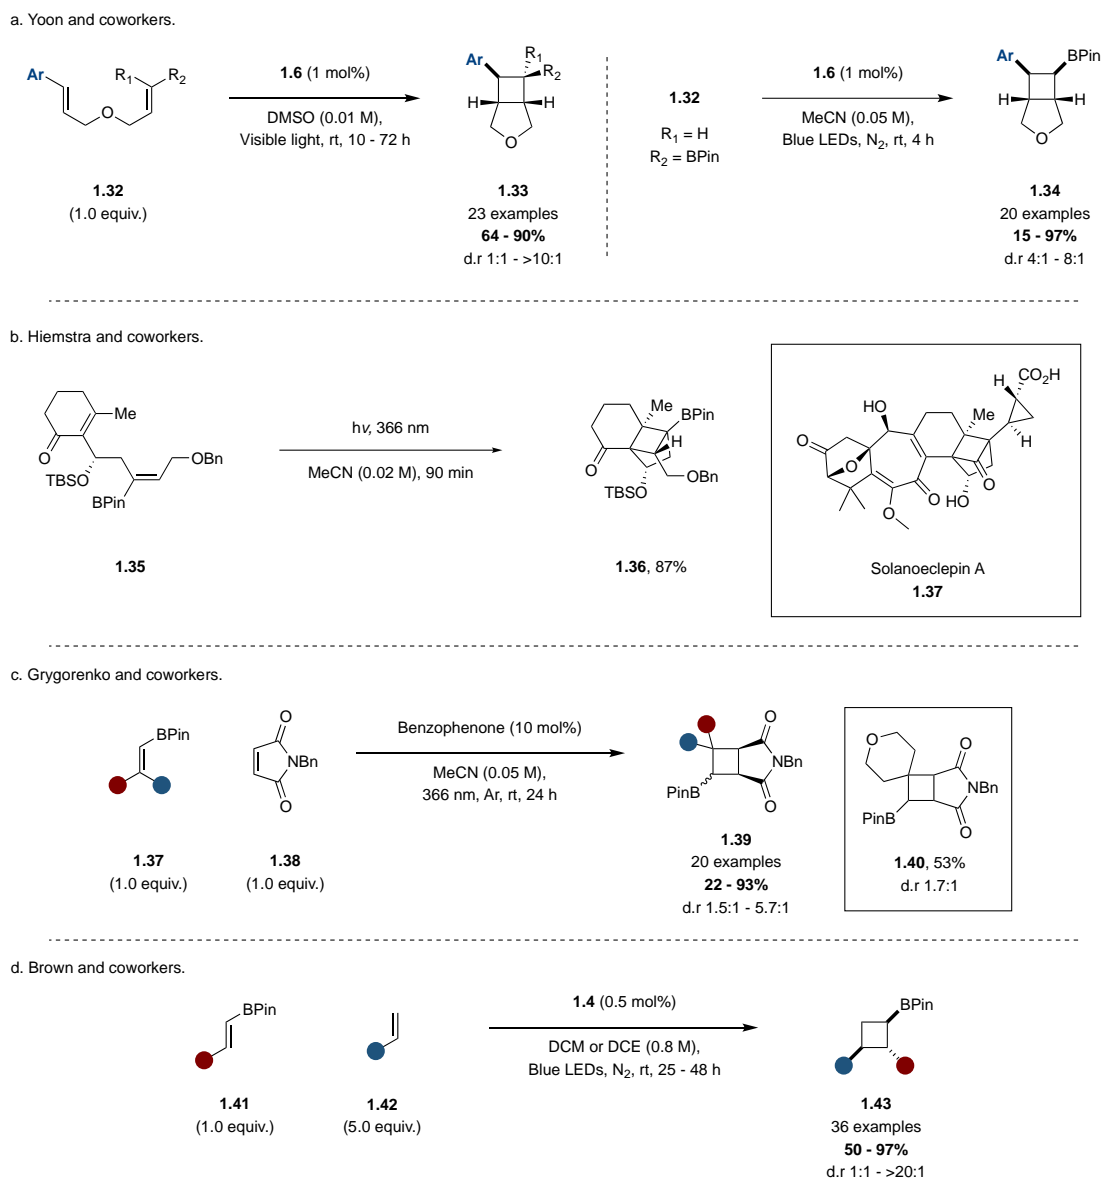 a. Yoon and coworkers.
Ar
R1
R2
O
1.32
(1.0 equiv.)
1.6 (1 mol%)
DMSO (0.01 M),
Visible light, rt, 10 - 72 h
Ar
R1
R2
H
H
O
1.33
23 examples
64 - 90%
d.r 1:1 - >10:1
1.32
R1 = H
R2 = BPin
1.6 (1 mol%)
MeCN (0.05 M),
Blue LEDs, N2, rt, 4 h
Ar
BPin
H
H
O
1.34
20 examples
15 - 97%
d.r 4:1 - 8:1
b. Hiemstra and coworkers.
Me
O
TBSO
BPin
OBn
1.35
hv, 366 nm
MeCN (0.02 M), 90 min
Me
BPin
H
O
TBSO
OBn
1.36, 87%
H
CO2H
HO
Me
H
O
O
O
O
HO
O
Solanoeclepin A
1.37
c. Grygorenko and coworkers.
BPin
1.37
(1.0 equiv.)
O
NBn
O
1.38
(1.0 equiv.)
Benzophenone (10 mol%)
MeCN (0.05 M),
366 nm, Ar, rt, 24 h
O
NBn
PinB
O
1.39
20 examples
22 - 93%
d.r 1.5:1 - 5.7:1
O
O
NBn
PinB
O
1.40, 53%
d.r 1.7:1
d. Brown and coworkers.
BPin
1.41
(1.0 equiv.)
1.42
(5.0 equiv.)
1.4 (0.5 mol%)
DCM or DCE (0.8 M),
Blue LEDs, N2, rt, 25 - 48 h
BPin
1.43
36 examples
50 - 97%
d.r 1:1 - >20:1